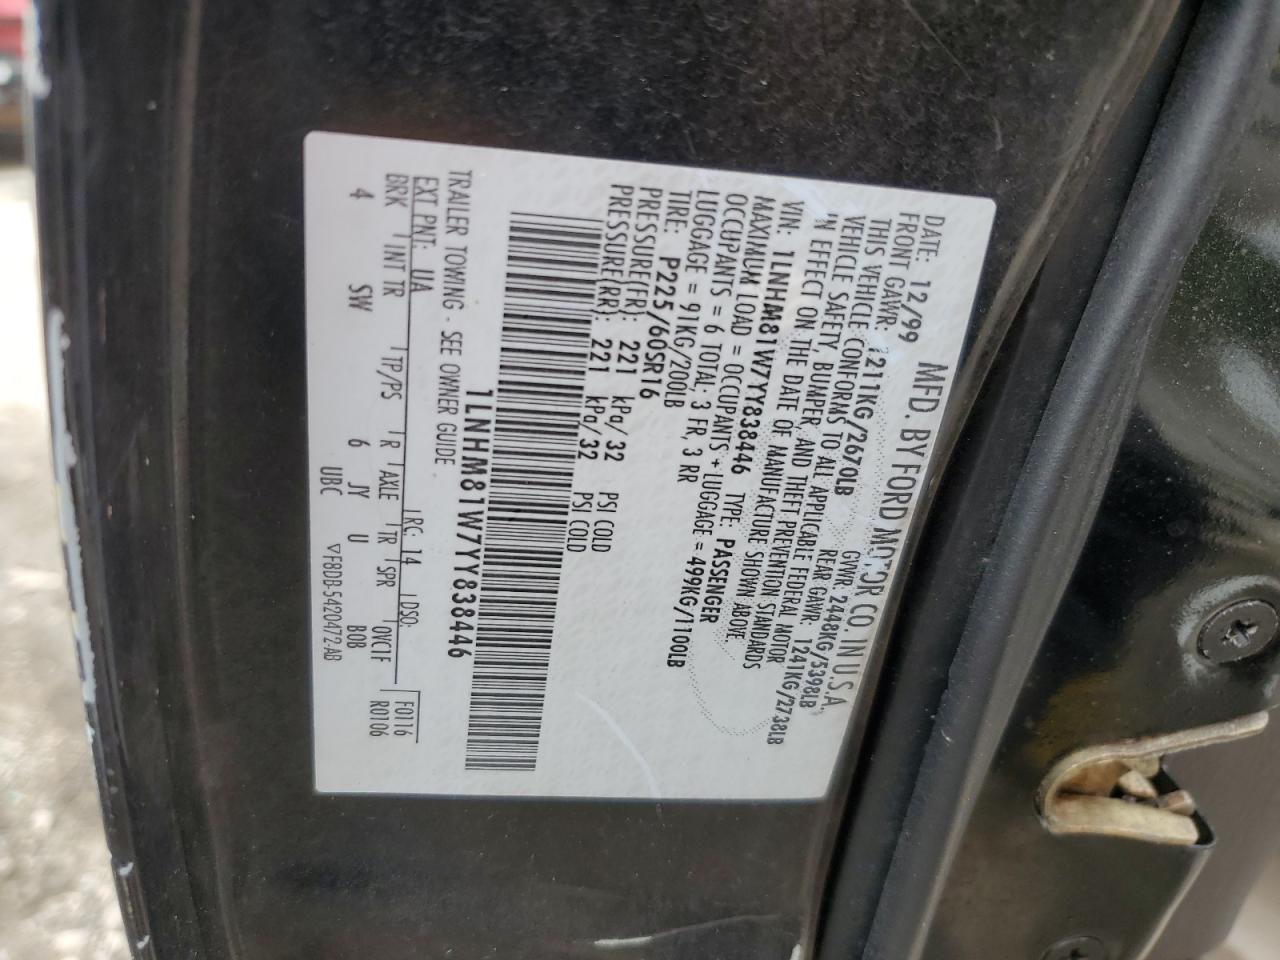 DATE: 12/99 MFD. BY FORD MOTOR CO. IN U.S.A.
FRONT GAWR: 1211KG/2670LB GVWR: 2448KG/5398LB
REAR GAWR: 1241KG/2738LB
THIS VEHICLE CONFORMS TO ALL APPLICABLE FEDERAL MOTOR
VEHICLE SAFETY, BUMPER, AND THEFT PREVENTION STANDARDS
IN EFFECT ON THE DATE OF MANUFACTURE SHOWN ABOVE.
VIN: 1LNHM81W7YY838446 TYPE: PASSENGER
MAXIMUM LOAD = OCCUPANTS + LUGGAGE = 499KG/1100LB
OCCUPANTS = 6 TOTAL, 3 FR, 3 RR
LUGGAGE = 91KG/200LB
TIRE: P225/60SR16
PRESSURE(FR): 221 kPa/32 PSI COLD
PRESSURE(RR): 221 kPa/32 PSI COLD
1LNHM81W7YY838446
TRAILER TOWING - SEE OWNER GUIDE
EXT PNT: UA RC: 14 DSO: F0116
BRK INT TR TP/PS R AXLE TR SPR OVC1F R0106
4 SW 6 JY U BOB
UBC ▽F8DB-5420472-AB